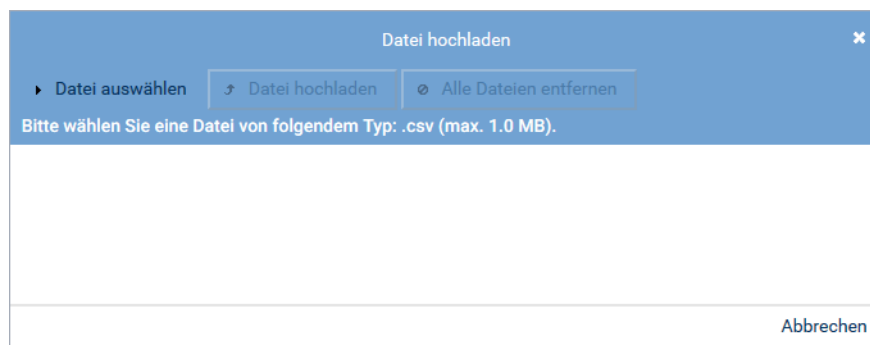 Datei hochladen
Datei auswählen Datei hochladen Alle Dateien entfernen
Bitte wählen Sie eine Datei von folgendem Typ: .csv (max. 1.0 MB).
Abbrechen